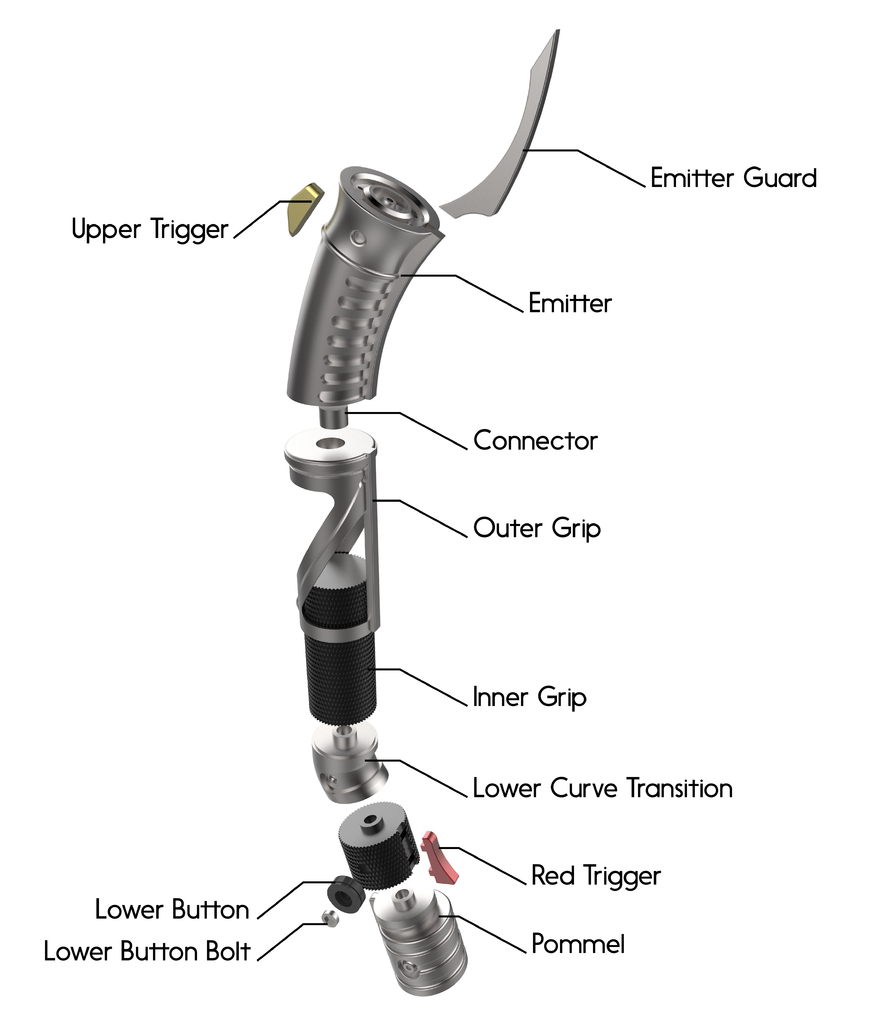 Emitter Guard
Upper Trigger
Emitter
Connector
Outer Grip
Inner Grip
Lower Curve Transition
Red Trigger
Lower Button
Pommel
Lower Button Bolt